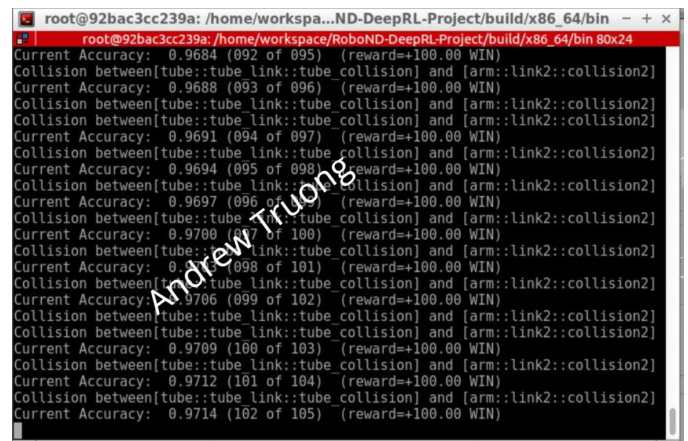 root@92bac3cc239a: /home/workspa...ND-DeepRL-Project/build/x86_64/bin - + ×
root@92bac3cc239a: /home/workspace/RoboND-DeepRL-Project/build/x86_64/bin 80x24
Current Accuracy: 0.9684 (092 of 095) (reward=+100.00 WIN)
Collision between[tube::tube_link::tube_collision] and [arm::link2::collision2]
Current Accuracy: 0.9688 (093 of 096) (reward=+100.00 WIN)
Collision between[tube::tube_link::tube_collision] and [arm::link2::collision2]
Collision between[tube::tube_link::tube_collision] and [arm::link2::collision2]
Current Accuracy: 0.9691 (094 of 097) (reward=+100.00 WIN)
Collision between[tube::tube_link::tube_collision] and [arm::link2::collision2]
Current Accuracy: 0.9694 (095 of 098) (reward=+100.00 WIN)
Collision between[tube::tube_link::tube_collision] and [arm::link2::collision2]
Current Accuracy: 0.9697 (096 (reward=+100.00 WIN)
Collision between[tube::tube_link::tube_collision] and [arm::link2::collision2]
Current Accuracy: 0.9700 of 100) (reward=+100.00 WIN)
Collision between[tube::tube_link::tube_collision] and [arm::link2::collision2]
Current Accuracy: (098 of 101) (reward=+100.00 WIN)
Collision between[tube::tube_link::tube_collision] and [arm::link2::collision2]
Current Accuracy: 0.9706 (099 of 102) (reward=+100.00 WIN)
Collision between[tube::tube_link::tube_collision] and [arm::link2::collision2]
Collision between[tube::tube_link::tube_collision] and [arm::link2::collision2]
Current Accuracy: 0.9709 (100 of 103) (reward=+100.00 WIN)
Collision between[tube::tube_link::tube_collision] and [arm::link2::collision2]
Current Accuracy: 0.9712 (101 of 104) (reward=+100.00 WIN)
Collision between[tube::tube_link::tube_collision] and [arm::link2::collision2]
Current Accuracy: 0.9714 (102 of 105) (reward=+100.00 WIN)
Andrew Truong